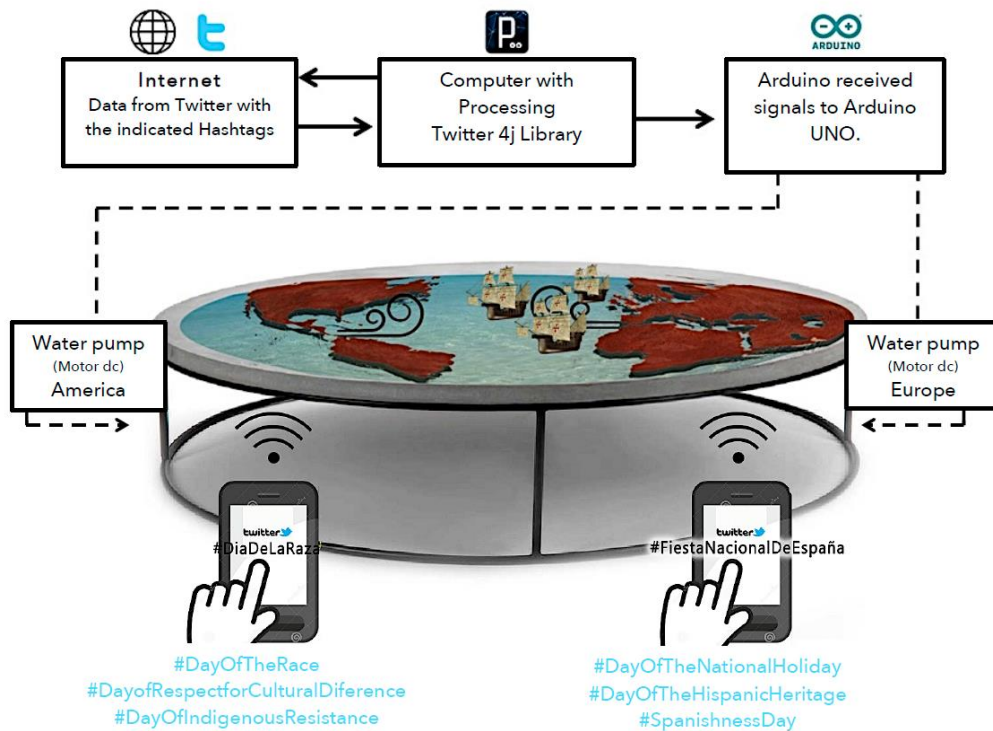 ARDUINO
Internet
Data from Twitter with
the indicated Hashtags
Computer with
Processing
Twitter 4j Library
Arduino received
signals to Arduino
UNO.
Water pump
(Motor dc)
America
Water pump
(Motor dc)
Europe
twitter
#DiaDeLaRaza
twitter
#FiestaNacionalDeEspaña
#DayOfTheRace
#DayofRespectforCulturalDiference
#DayOfIndigenousResistance
#DayOfTheNationalHoliday
#DayOfTheHispanicHeritage
#SpanishnessDay